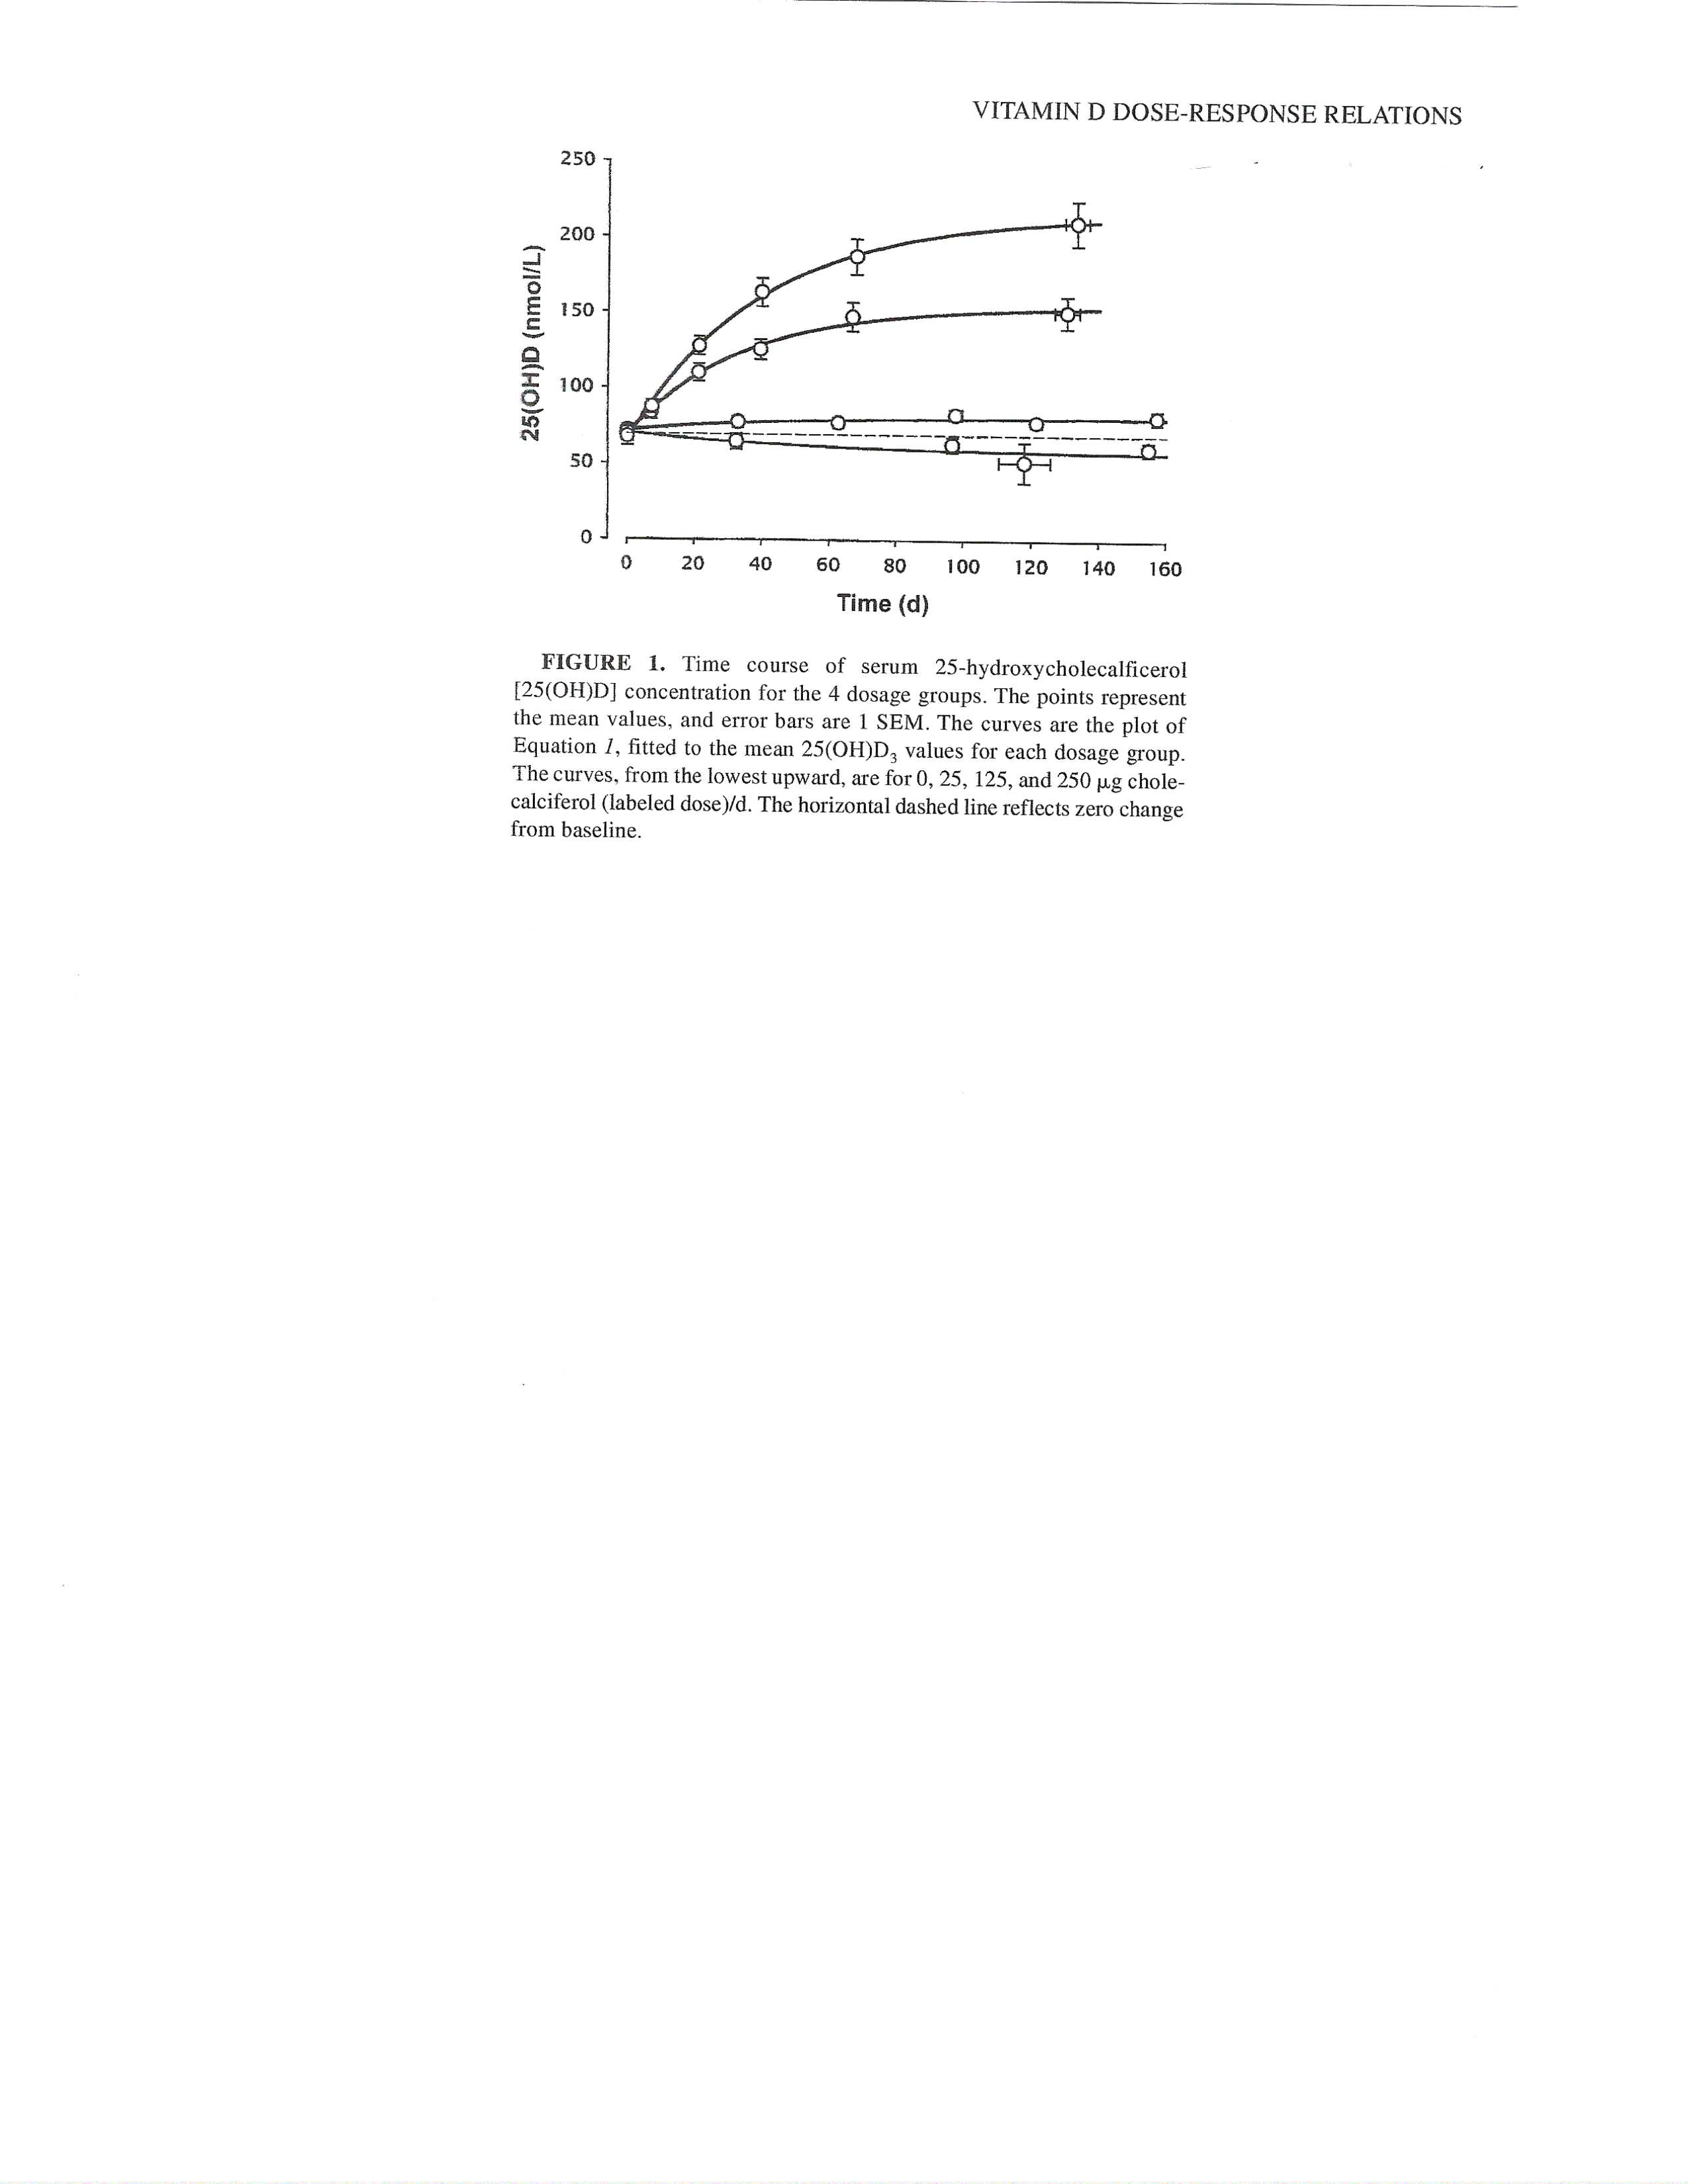 VITAMIN D DOSE-RESPONSE RELATIONS
250
200
150
100
50
0
25(OH)D (nmol/L)
0 20 40 60 80 100 120 140 160
Time (d)
FIGURE 1. Time course of serum 25-hydroxycholecalficerol
[25(OH)D] concentration for the 4 dosage groups. The points represent
the mean values, and error bars are 1 SEM. The curves are the plot of
Equation 1, fitted to the mean 25(OH)D₃ values for each dosage group.
The curves, from the lowest upward, are for 0, 25, 125, and 250 μg chole-
calciferol (labeled dose)/d. The horizontal dashed line reflects zero change
from baseline.